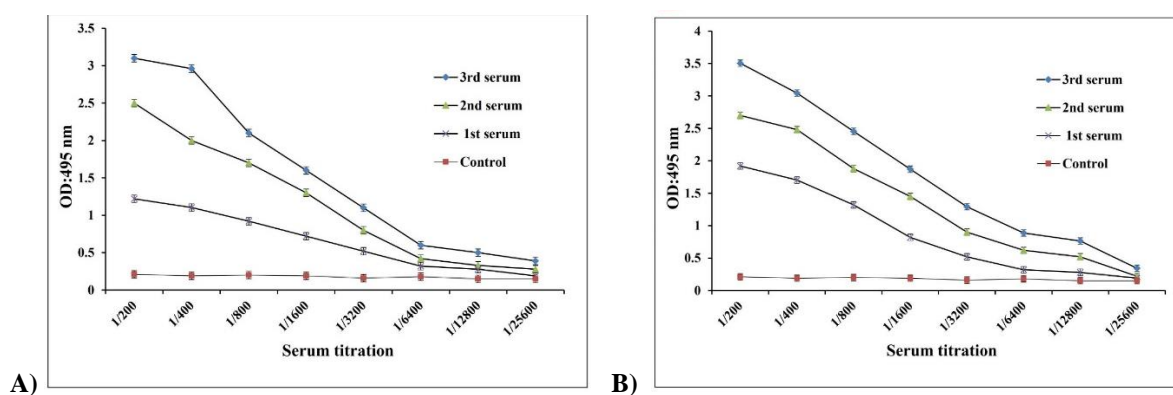 3.5
3
2.5
2
1.5
1
0.5
0
OD:495 nm
3rd serum
2nd serum
1st serum
Control
1/200
1/400
1/800
1/1600
1/3200
1/6400
1/12800
1/25600
Serum titration
A)
4
3.5
3
2.5
2
1.5
1
0.5
0
OD:495 nm
3rd serum
2nd serum
1st serum
Control
1/200
1/400
1/800
1/1600
1/3200
1/6400
1/12800
1/25600
Serum titration
B)